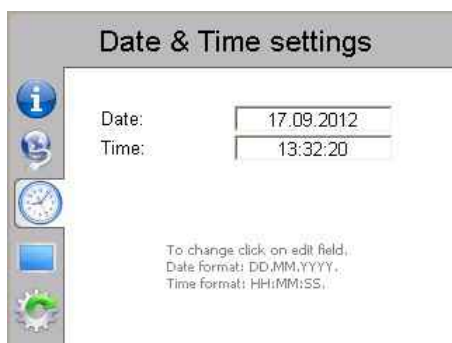 Date & Time settings
Date: 17.09.2012
Time: 13:32:20
To change click on edit field.
Date format: DD.MM.YYYY.
Time format: HH:MM:SS.